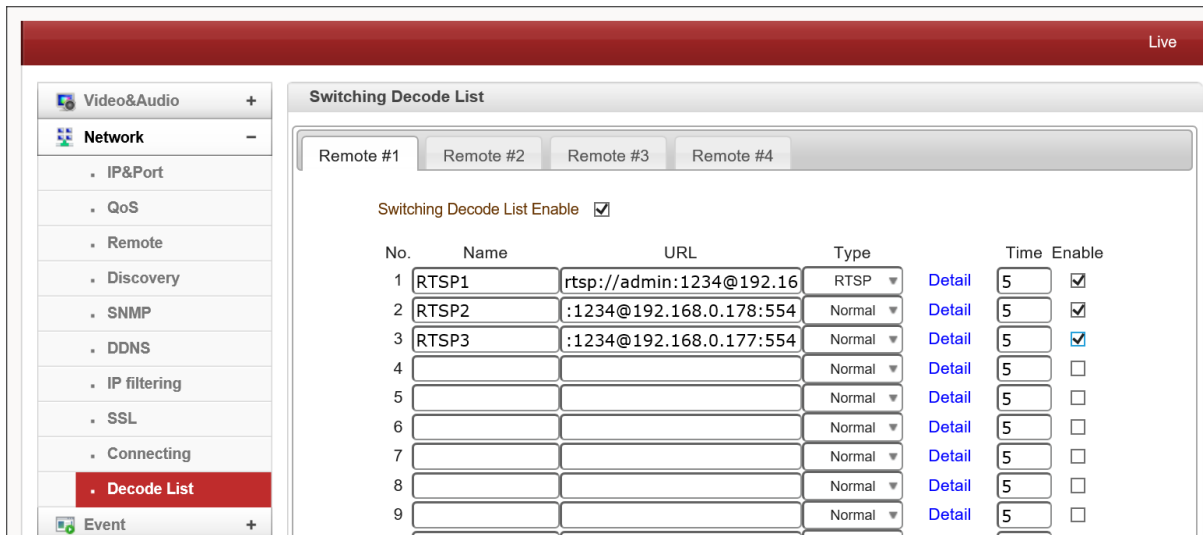 Live
Video&Audio +
Network −
IP&Port
QoS
Remote
Discovery
SNMP
DDNS
IP filtering
SSL
Connecting
Decode List
Event +
Switching Decode List
Remote #1 Remote #2 Remote #3 Remote #4
Switching Decode List Enable
No. Name URL Type Time Enable
1 RTSP1 rtsp://admin:1234@192.16 RTSP Detail 5
2 RTSP2 :1234@192.168.0.178:554 Normal Detail 5
3 RTSP3 :1234@192.168.0.177:554 Normal Detail 5
4 Normal Detail 5
5 Normal Detail 5
6 Normal Detail 5
7 Normal Detail 5
8 Normal Detail 5
9 Normal Detail 5